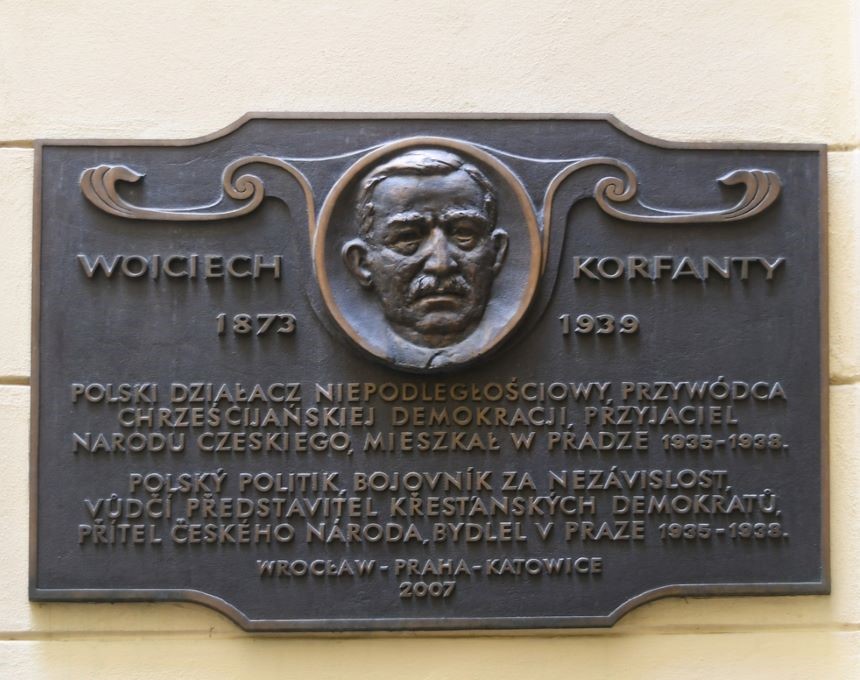 WOJCIECH KORFANTY
1873 1939
POLSKI DZIAŁACZ NIEPODLEGŁOŚCIOWY, PRZYWÓDCA
CHRZEŚCIJAŃSKIEJ DEMOKRACJI, PRZYJACIEL
NARODU CZESKIEGO, MIESZKAŁ W PRADZE 1935-1938.
POLSKÝ POLITIK, BOJOVNÍK ZA NEZÁVISLOST,
VŮDČÍ PŘEDSTAVITEL KŘESŤANSKÝCH DEMOKRATŮ,
PŘÍTEL ČESKÉHO NÁRODA, BYDLEL V PRAZE 1935-1938.
WROCŁAW - PRAHA - KATOWICE
2007